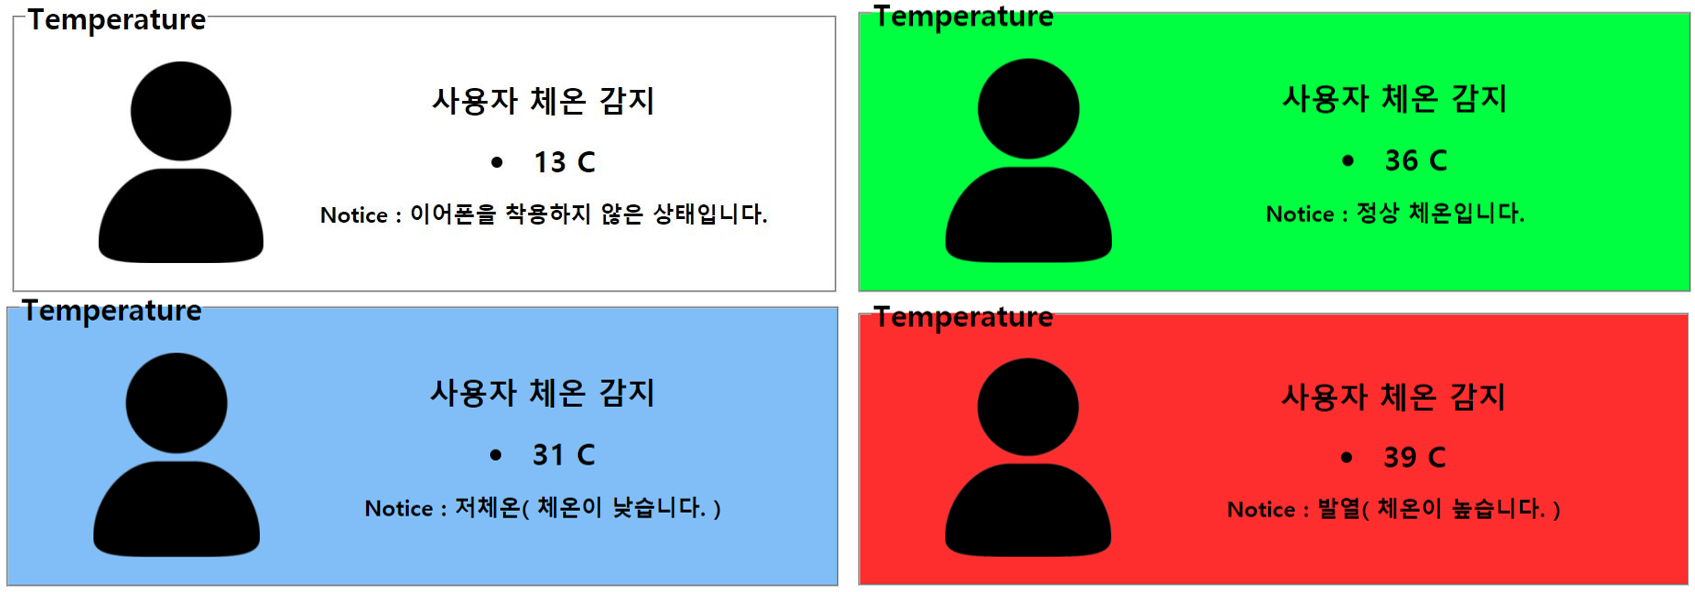 Temperature
사용자 체온 감지
• 13 C
Notice : 이어폰을 착용하지 않은 상태입니다.
Temperature
사용자 체온 감지
• 36 C
Notice : 정상 체온입니다.
Temperature
사용자 체온 감지
• 31 C
Notice : 저체온( 체온이 낮습니다. )
Temperature
사용자 체온 감지
• 39 C
Notice : 발열( 체온이 높습니다. )